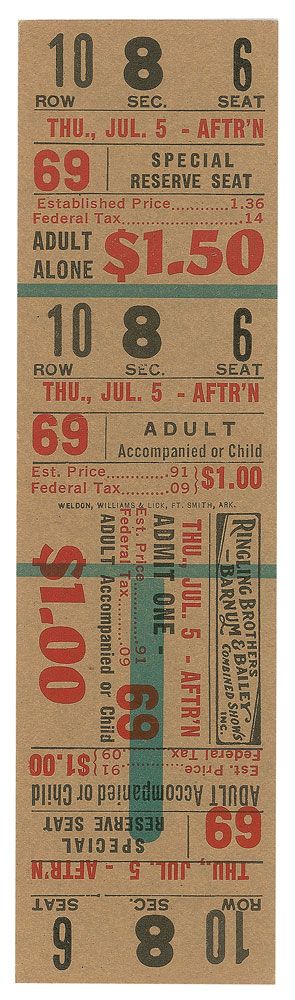 10 8 6
ROW SEC. SEAT
THU., JUL. 5 - AFTR'N
69 SPECIAL
RESERVE SEAT
Established Price............1.36
Federal Tax......................14
ADULT
ALONE $1.50
10 8 6
ROW SEC. SEAT
THU., JUL. 5 - AFTR'N
69 ADULT
Accompanied or Child
Est. Price............91
Federal Tax..........09
$1.00
WELDON, WILLIAMS & LICK, FT. SMITH, ARK.
RINGLING BROTHERS
- BARNUM & BAILEY
COMBINED SHOWS
INC.
THU., JUL. 5 - AFTR'N
ADMIT ONE - 69
Est. Price............91
Federal Tax..........09
ADULT Accompanied or Child
$1.00
10 8 6
ROW SEC. SEAT
THU., JUL. 5 - AFTR'N
69 SPECIAL
RESERVE SEAT
ADULT Accompanied or Child
Est. Price......91
Federal Tax .09
$1.00